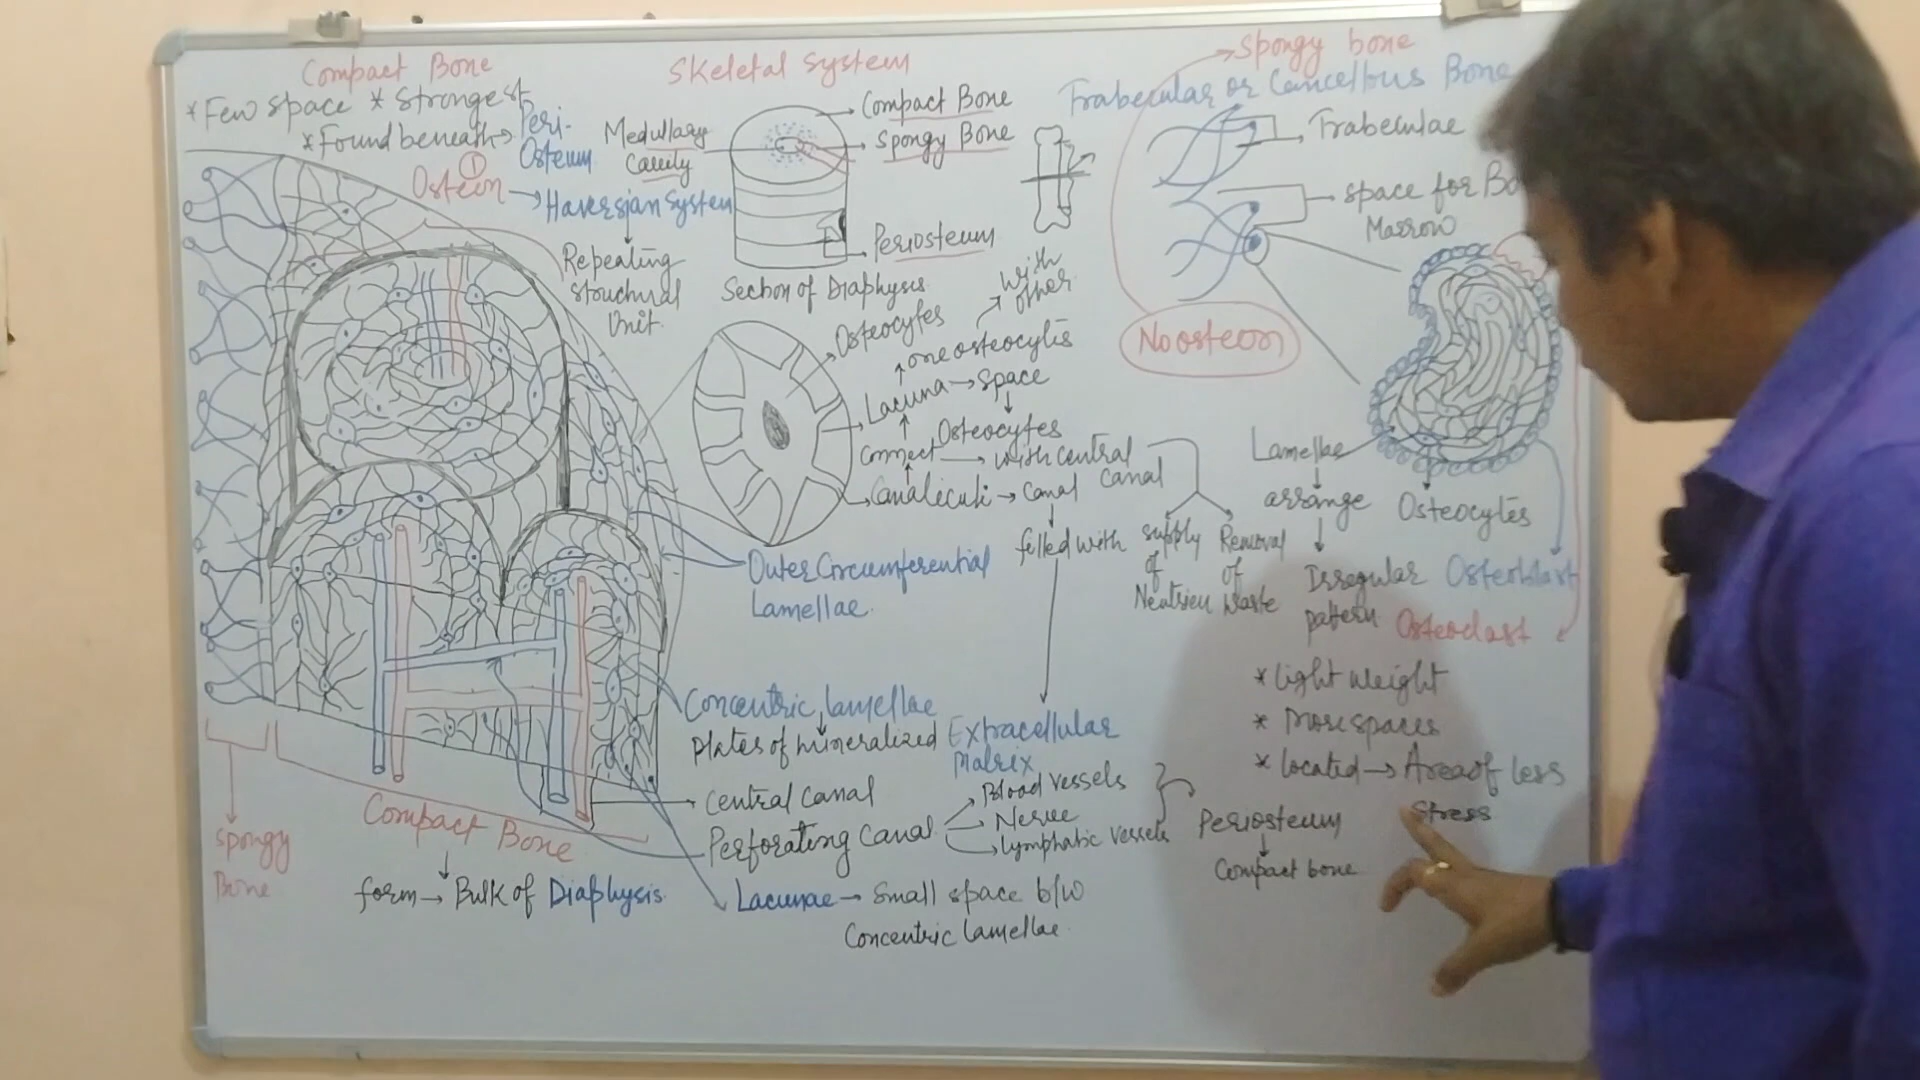 Compact Bone
* Few space * Strongest
* Found beneath → Peri-
Osteum
①
Osteon → Haversian System
Repeating
structural
Unit.
Skeletal System
Compact Bone
Spongy Bone
Medullary
Cavity
Periosteum
Section of Diaphysis
Osteocytes
with
other
one osteocytes
Lacuna → space
Osteocytes
Connect → with central
canal
Canaliculi → canal
filled with
supply
of
Removal
of
Waste
Extracellular
Matrix
Outer Circumferential
Lamellae
Concentric lamellae
Plates of mineralized
Central canal
Perforating Canal
Blood vessels
Nerve
Lymphatic vessels
Lacunae → Small space b/w
Concentric lamellae
Spongy
Bone
Compact Bone
form → Bulk of Diaphysis
Spongy bone
Trabecular or Cancellous Bone
Trabeculae
space for Bo
Marrow
No osteon
Lamellae
arrange
Irregular
pattern
Osteocytes
Osteoblast
Osteoclast
* light weight
* More spaces
* located → Area of less
stress
Periosteum
Compact bone